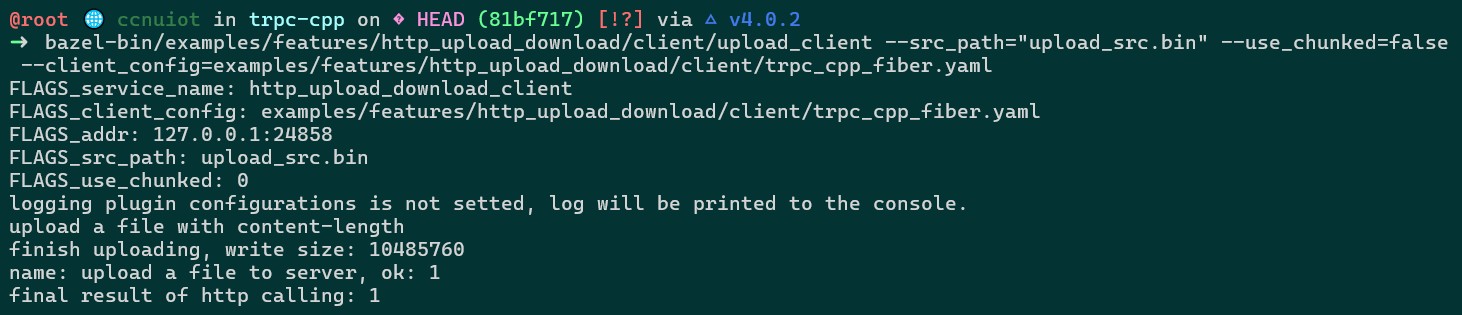 @root 🌐 ccnuiot in trpc-cpp on � HEAD (81bf717) [!?] via △ v4.0.2
➜ bazel-bin/examples/features/http_upload_download/client/upload_client --src_path="upload_src.bin" --use_chunked=false
--client_config=examples/features/http_upload_download/client/trpc_cpp_fiber.yaml
FLAGS_service_name: http_upload_download_client
FLAGS_client_config: examples/features/http_upload_download/client/trpc_cpp_fiber.yaml
FLAGS_addr: 127.0.0.1:24858
FLAGS_src_path: upload_src.bin
FLAGS_use_chunked: 0
logging plugin configurations is not setted, log will be printed to the console.
upload a file with content-length
finish uploading, write size: 10485760
name: upload a file to server, ok: 1
final result of http calling: 1